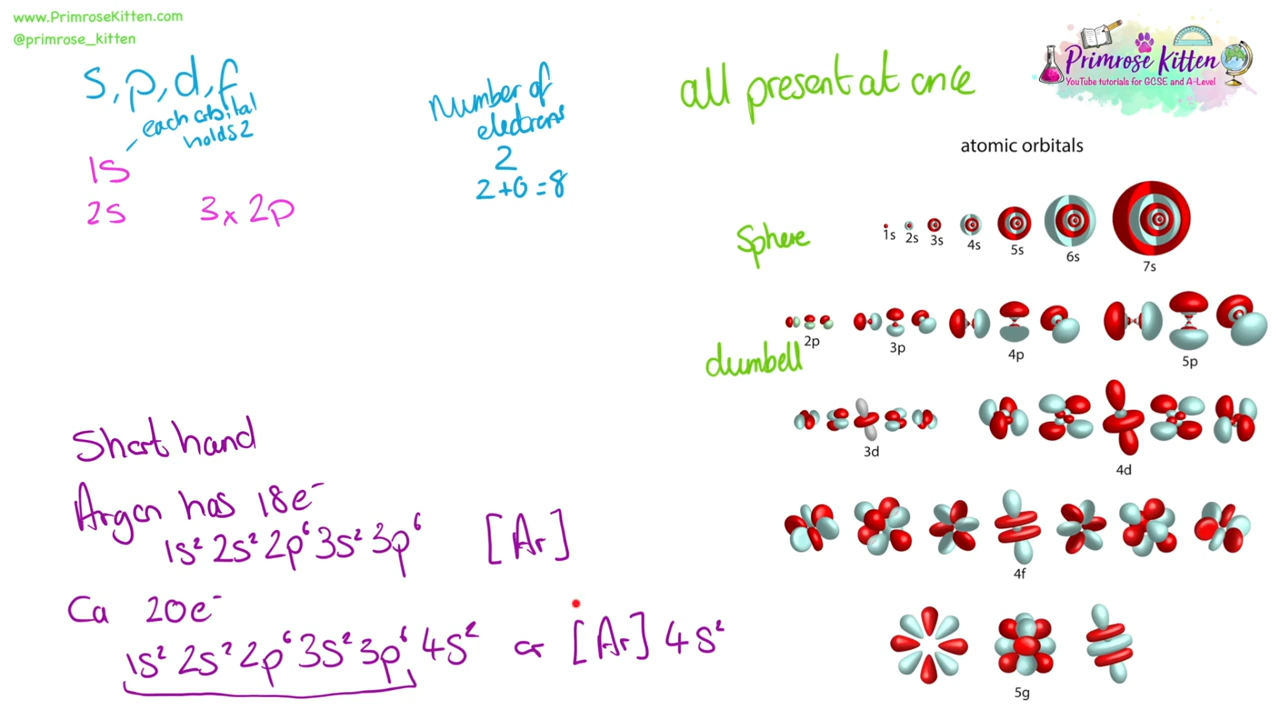 www.PrimroseKitten.com
@primrose_kitten
s, p, d, f
each orbital
holds 2
1s
2s 3 x 2p
Number of
electrons
2
2+6 = 8
all present at once
Primrose Kitten
YouTube tutorials for GCSE and A-Level
atomic orbitals
Sphere
1s 2s 3s 4s 5s 6s 7s
dumbell
2p 3p 4p 5p
3d 4d
4f
5g
Short hand
Argon has 18e⁻
1s² 2s² 2p⁶ 3s² 3p⁶ [Ar]
Ca 20e⁻
1s² 2s² 2p⁶ 3s² 3p⁶ 4s² or [Ar] 4s²